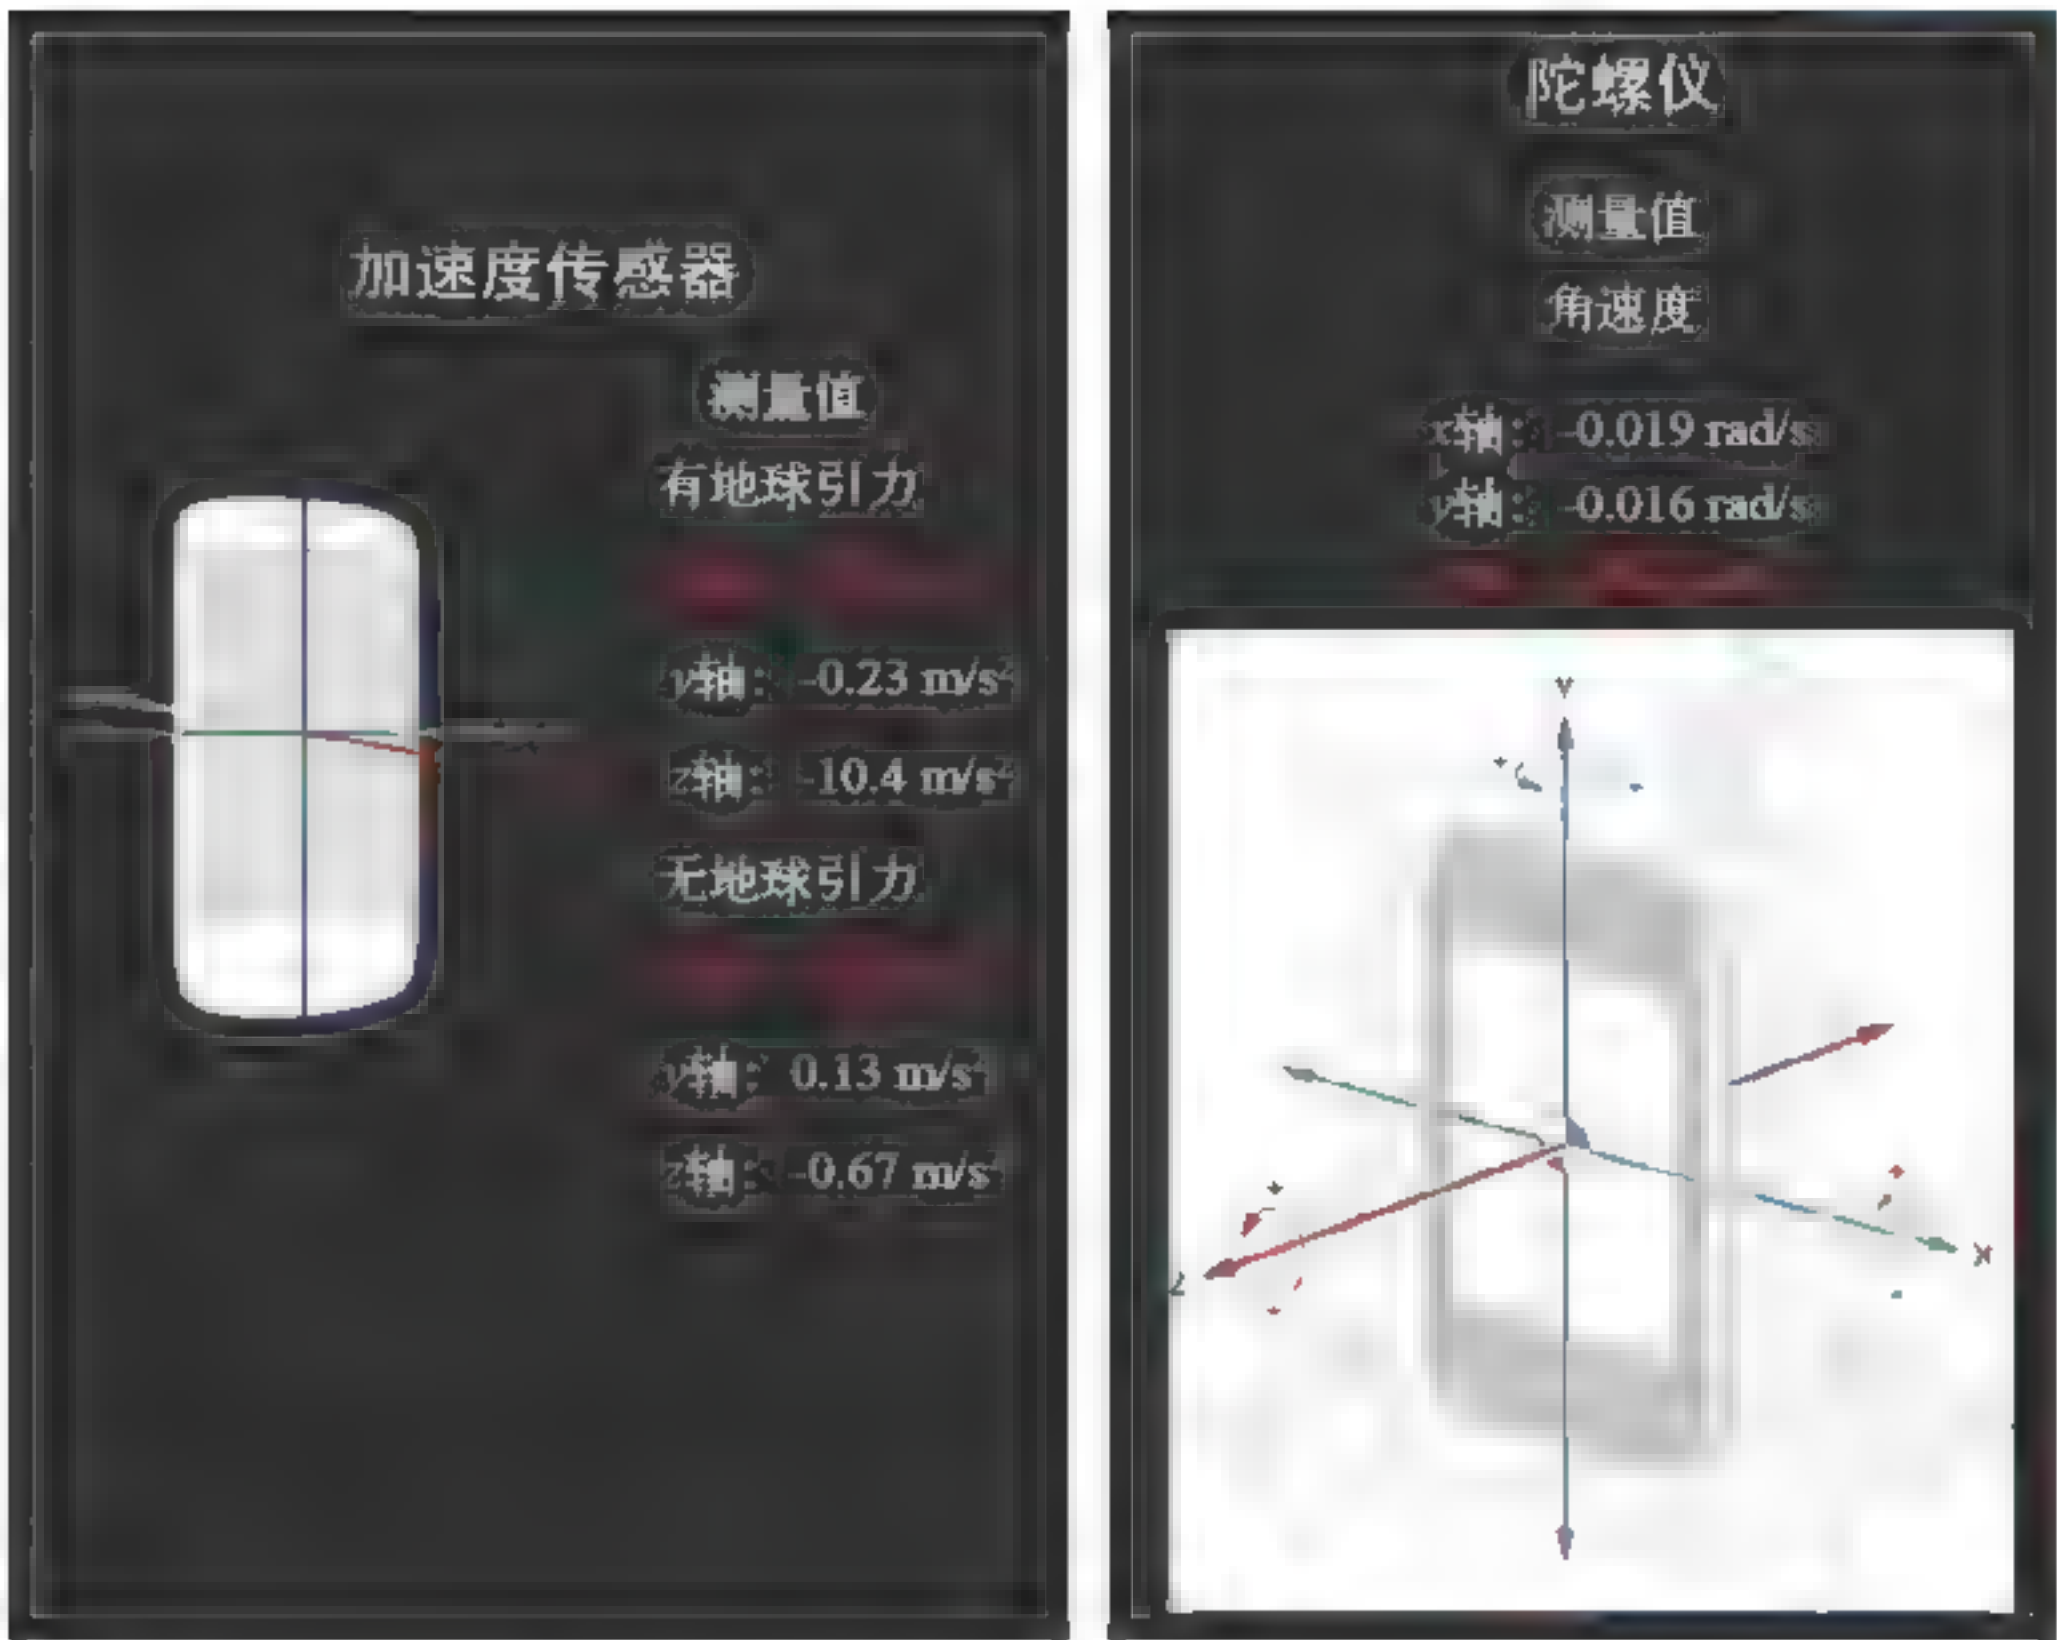 加速度传感器
测量值
有地球引力
y轴: -0.23 m/s²
z轴: -10.4 m/s²
无地球引力
y轴: 0.13 m/s²
z轴: -0.67 m/s²
陀螺仪
测量值
角速度
x轴: -0.019 rad/s
y轴: -0.016 rad/s
Y
X
Z